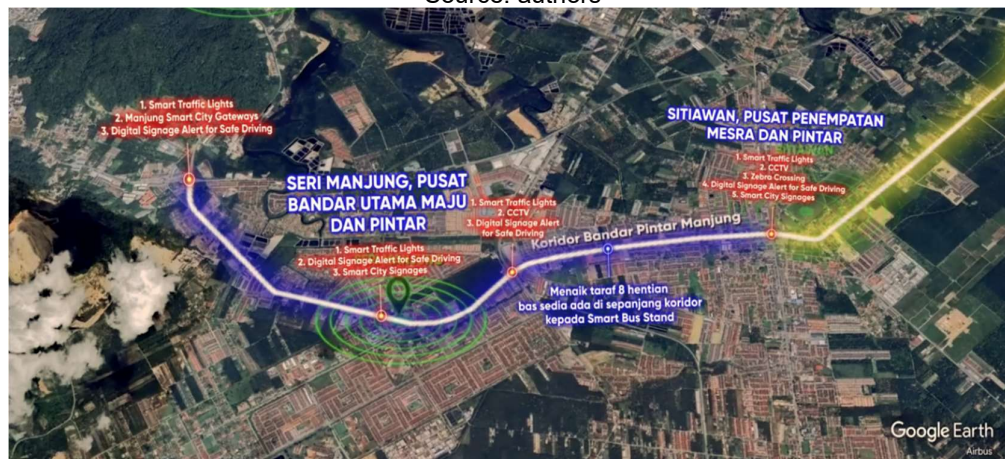 Source: authors
1. Smart Traffic Lights
2. Manjung Smart City Gateways
3. Digital Signage Alert for Safe Driving
SERI MANJUNG, PUSAT
BANDAR UTAMA MAJU
DAN PINTAR
1. Smart Traffic Lights
2. Digital Signage Alert for Safe Driving
3. Smart City Signages
1. Smart Traffic Lights
2. CCTV
3. Digital Signage Alert
for Safe Driving
Koridor Bandar Pintar Manjung
Menaik taraf 8 hentian
bas sedia ada di sepanjang koridor
kepada Smart Bus Stand
SITIAWAN, PUSAT PENEMPATAN
MESRA DAN PINTAR
1. Smart Traffic Lights
2. CCTV
3. Zebra Crossing
4. Digital Signage Alert for Safe Driving
5. Smart City Signages
Google Earth
Airbus